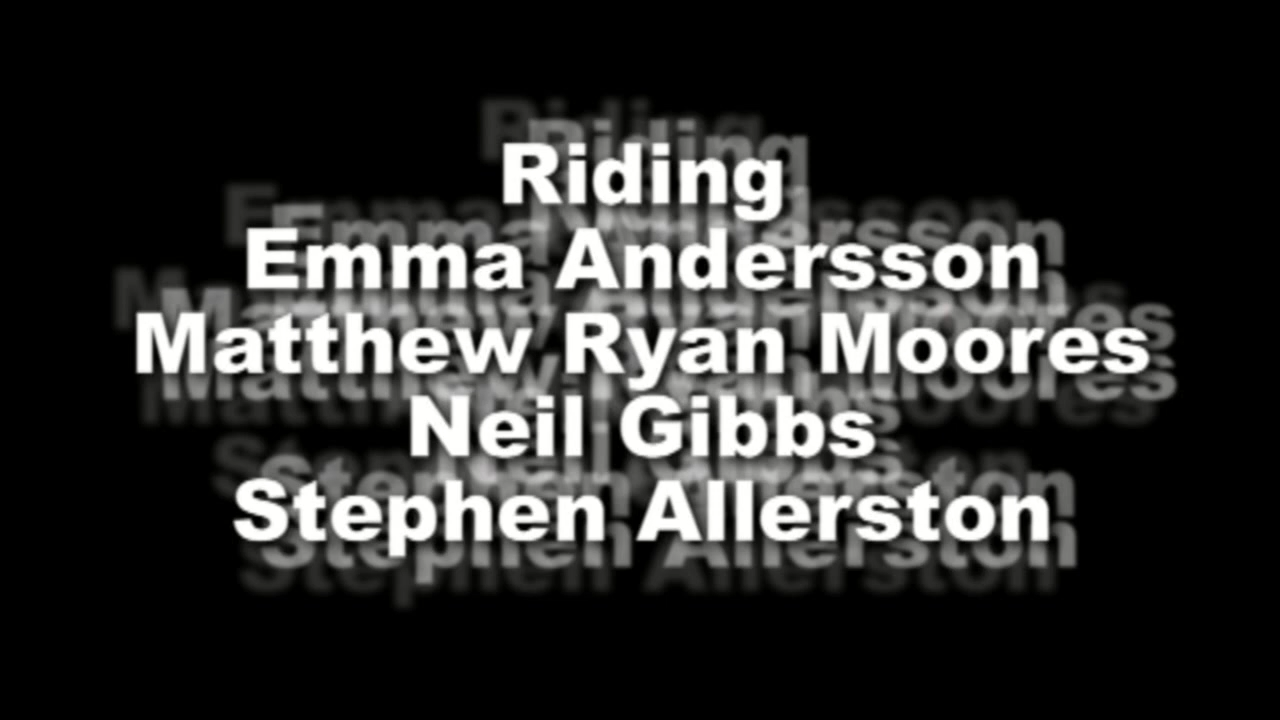 Riding
Emma Andersson
Matthew Ryan Moores
Neil Gibbs
Stephen Allerston